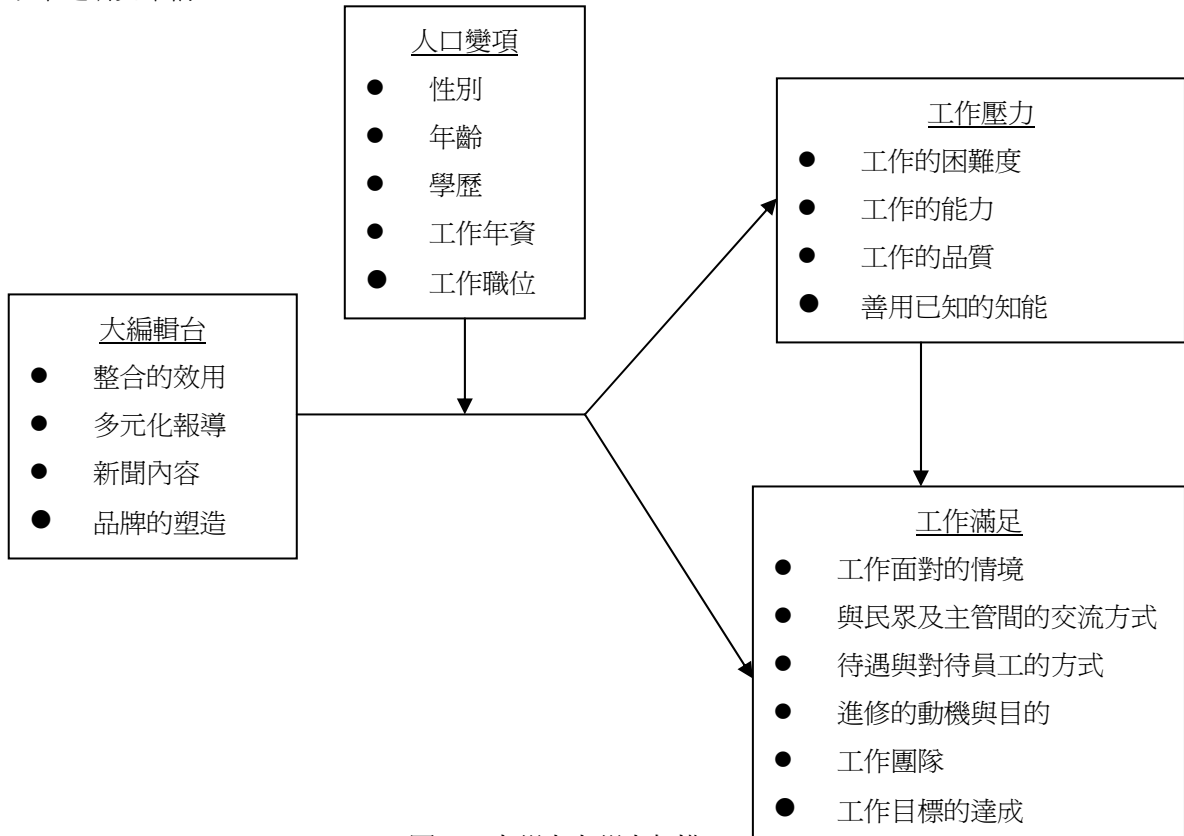 人口變項
● 性別
● 年齡
● 學歷
● 工作年資
● 工作職位
工作壓力
● 工作的困難度
● 工作的能力
● 工作的品質
● 善用已知的知能
大編輯台
● 整合的效用
● 多元化報導
● 新聞內容
● 品牌的塑造
工作滿足
● 工作面對的情境
● 與民眾及主管間的交流方式
● 待遇與對待員工的方式
● 進修的動機與目的
● 工作團隊
● 工作目標的達成